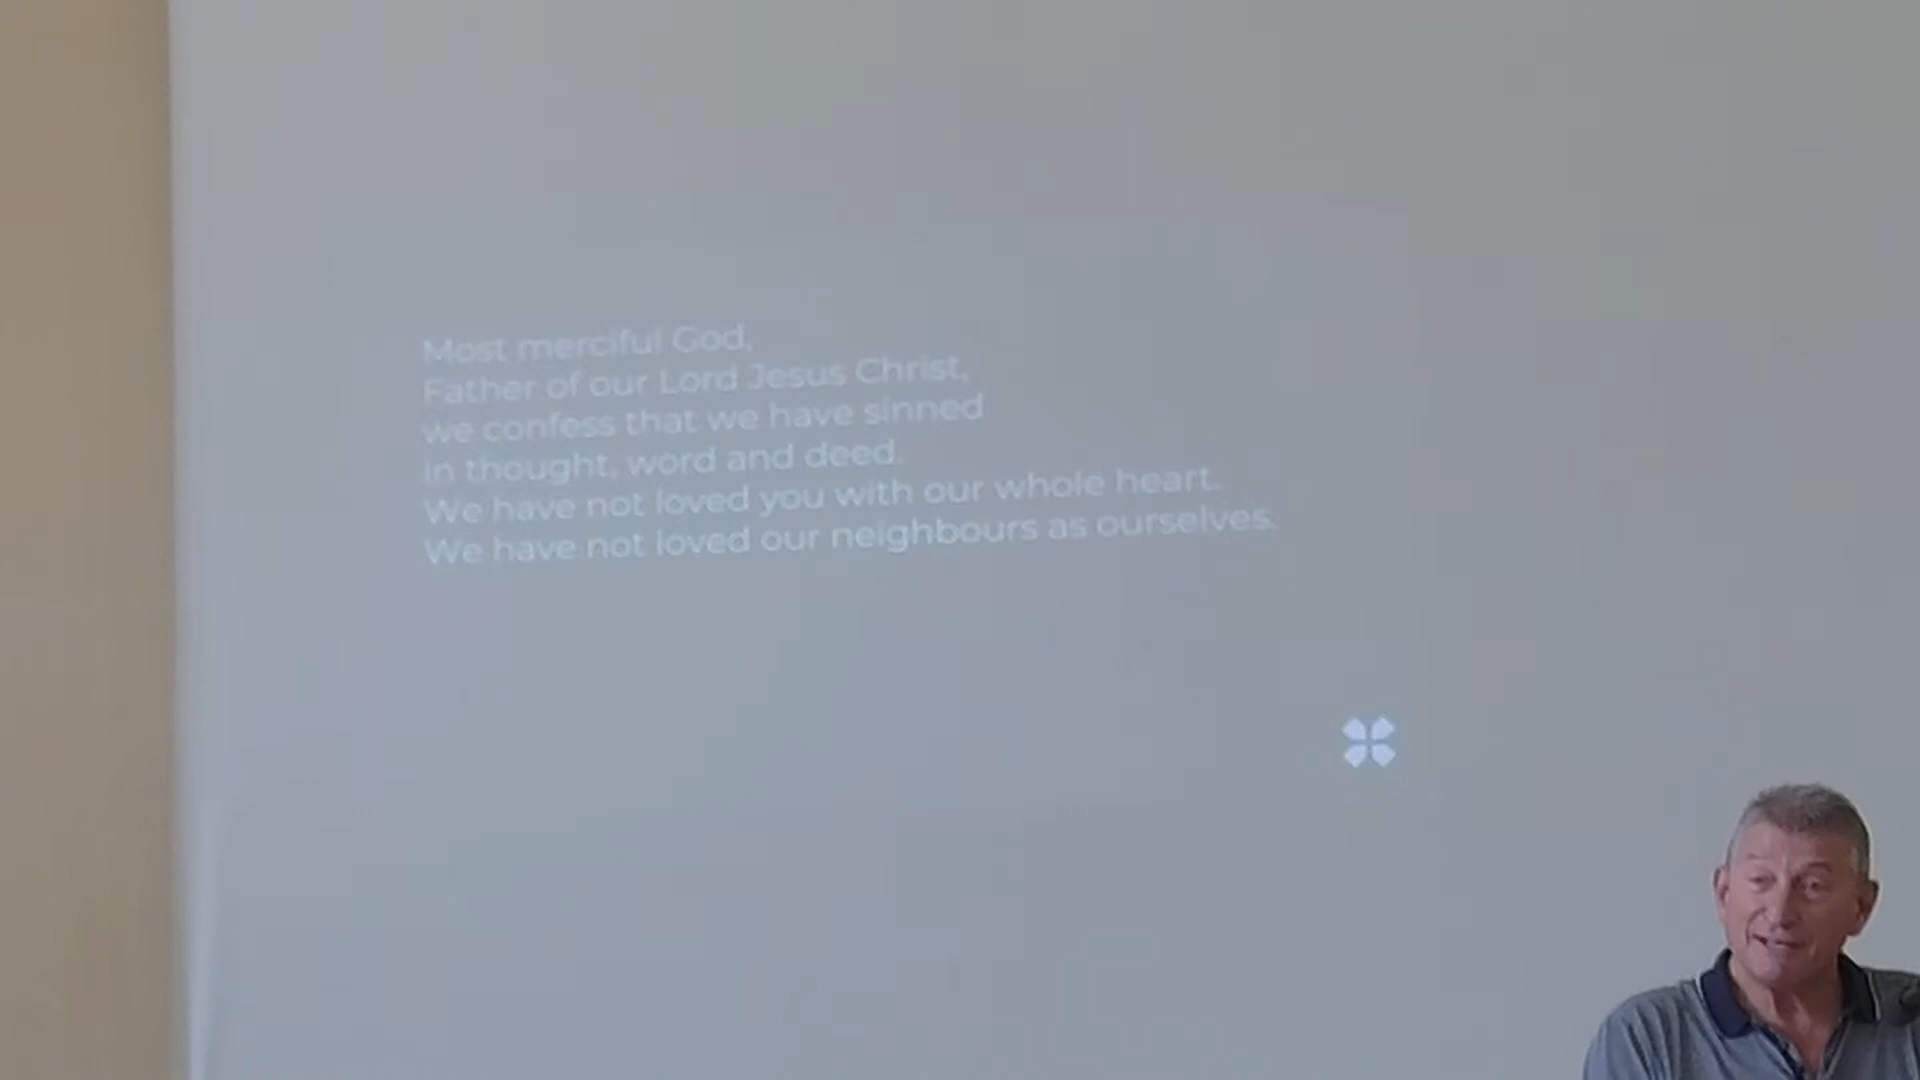 Most merciful God,
Father of our Lord Jesus Christ,
we confess that we have sinned
in thought, word and deed.
We have not loved you with our whole heart.
We have not loved our neighbours as ourselves.